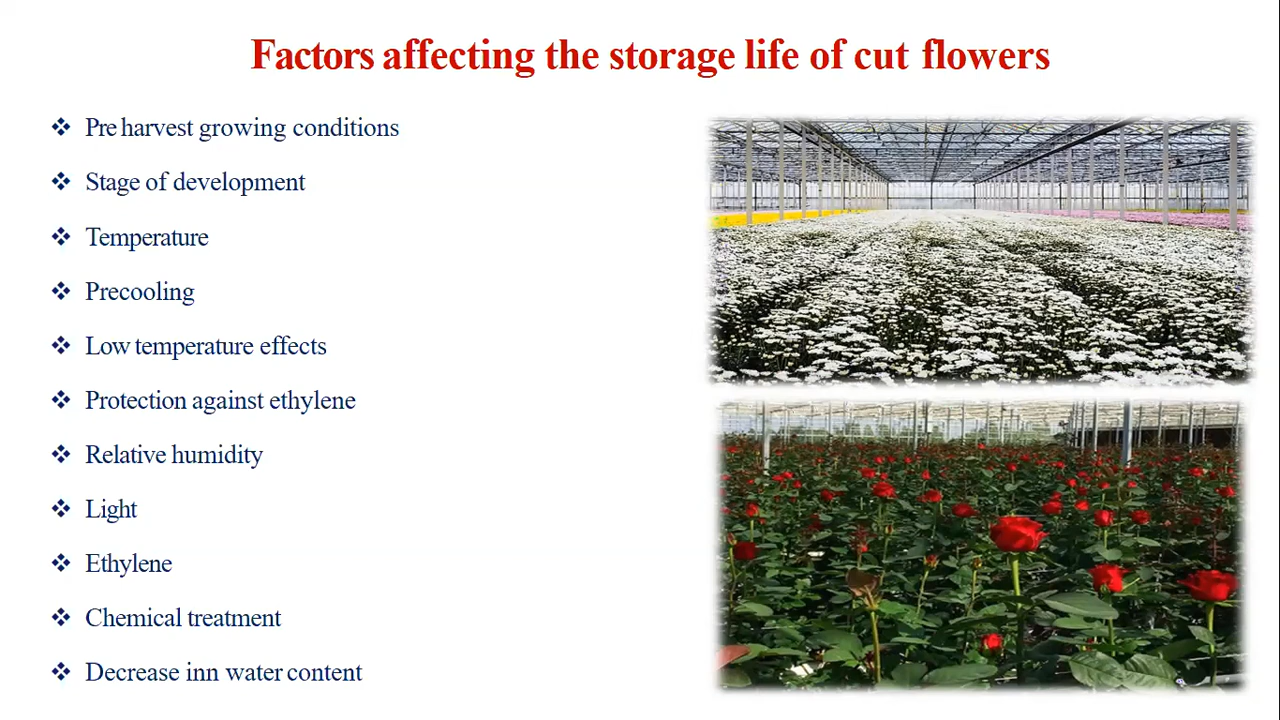 Factors affecting the storage life of cut flowers
❖ Pre harvest growing conditions
❖ Stage of development
❖ Temperature
❖ Precooling
❖ Low temperature effects
❖ Protection against ethylene
❖ Relative humidity
❖ Light
❖ Ethylene
❖ Chemical treatment
❖ Decrease inn water content